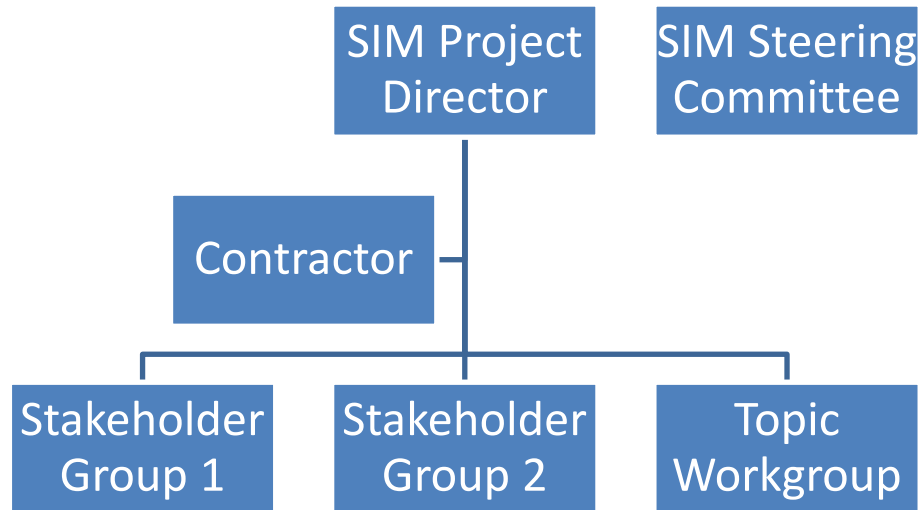 SIM Project
Director
SIM Steering
Committee
Contractor
Stakeholder
Group 1
Stakeholder
Group 2
Topic
Workgroup